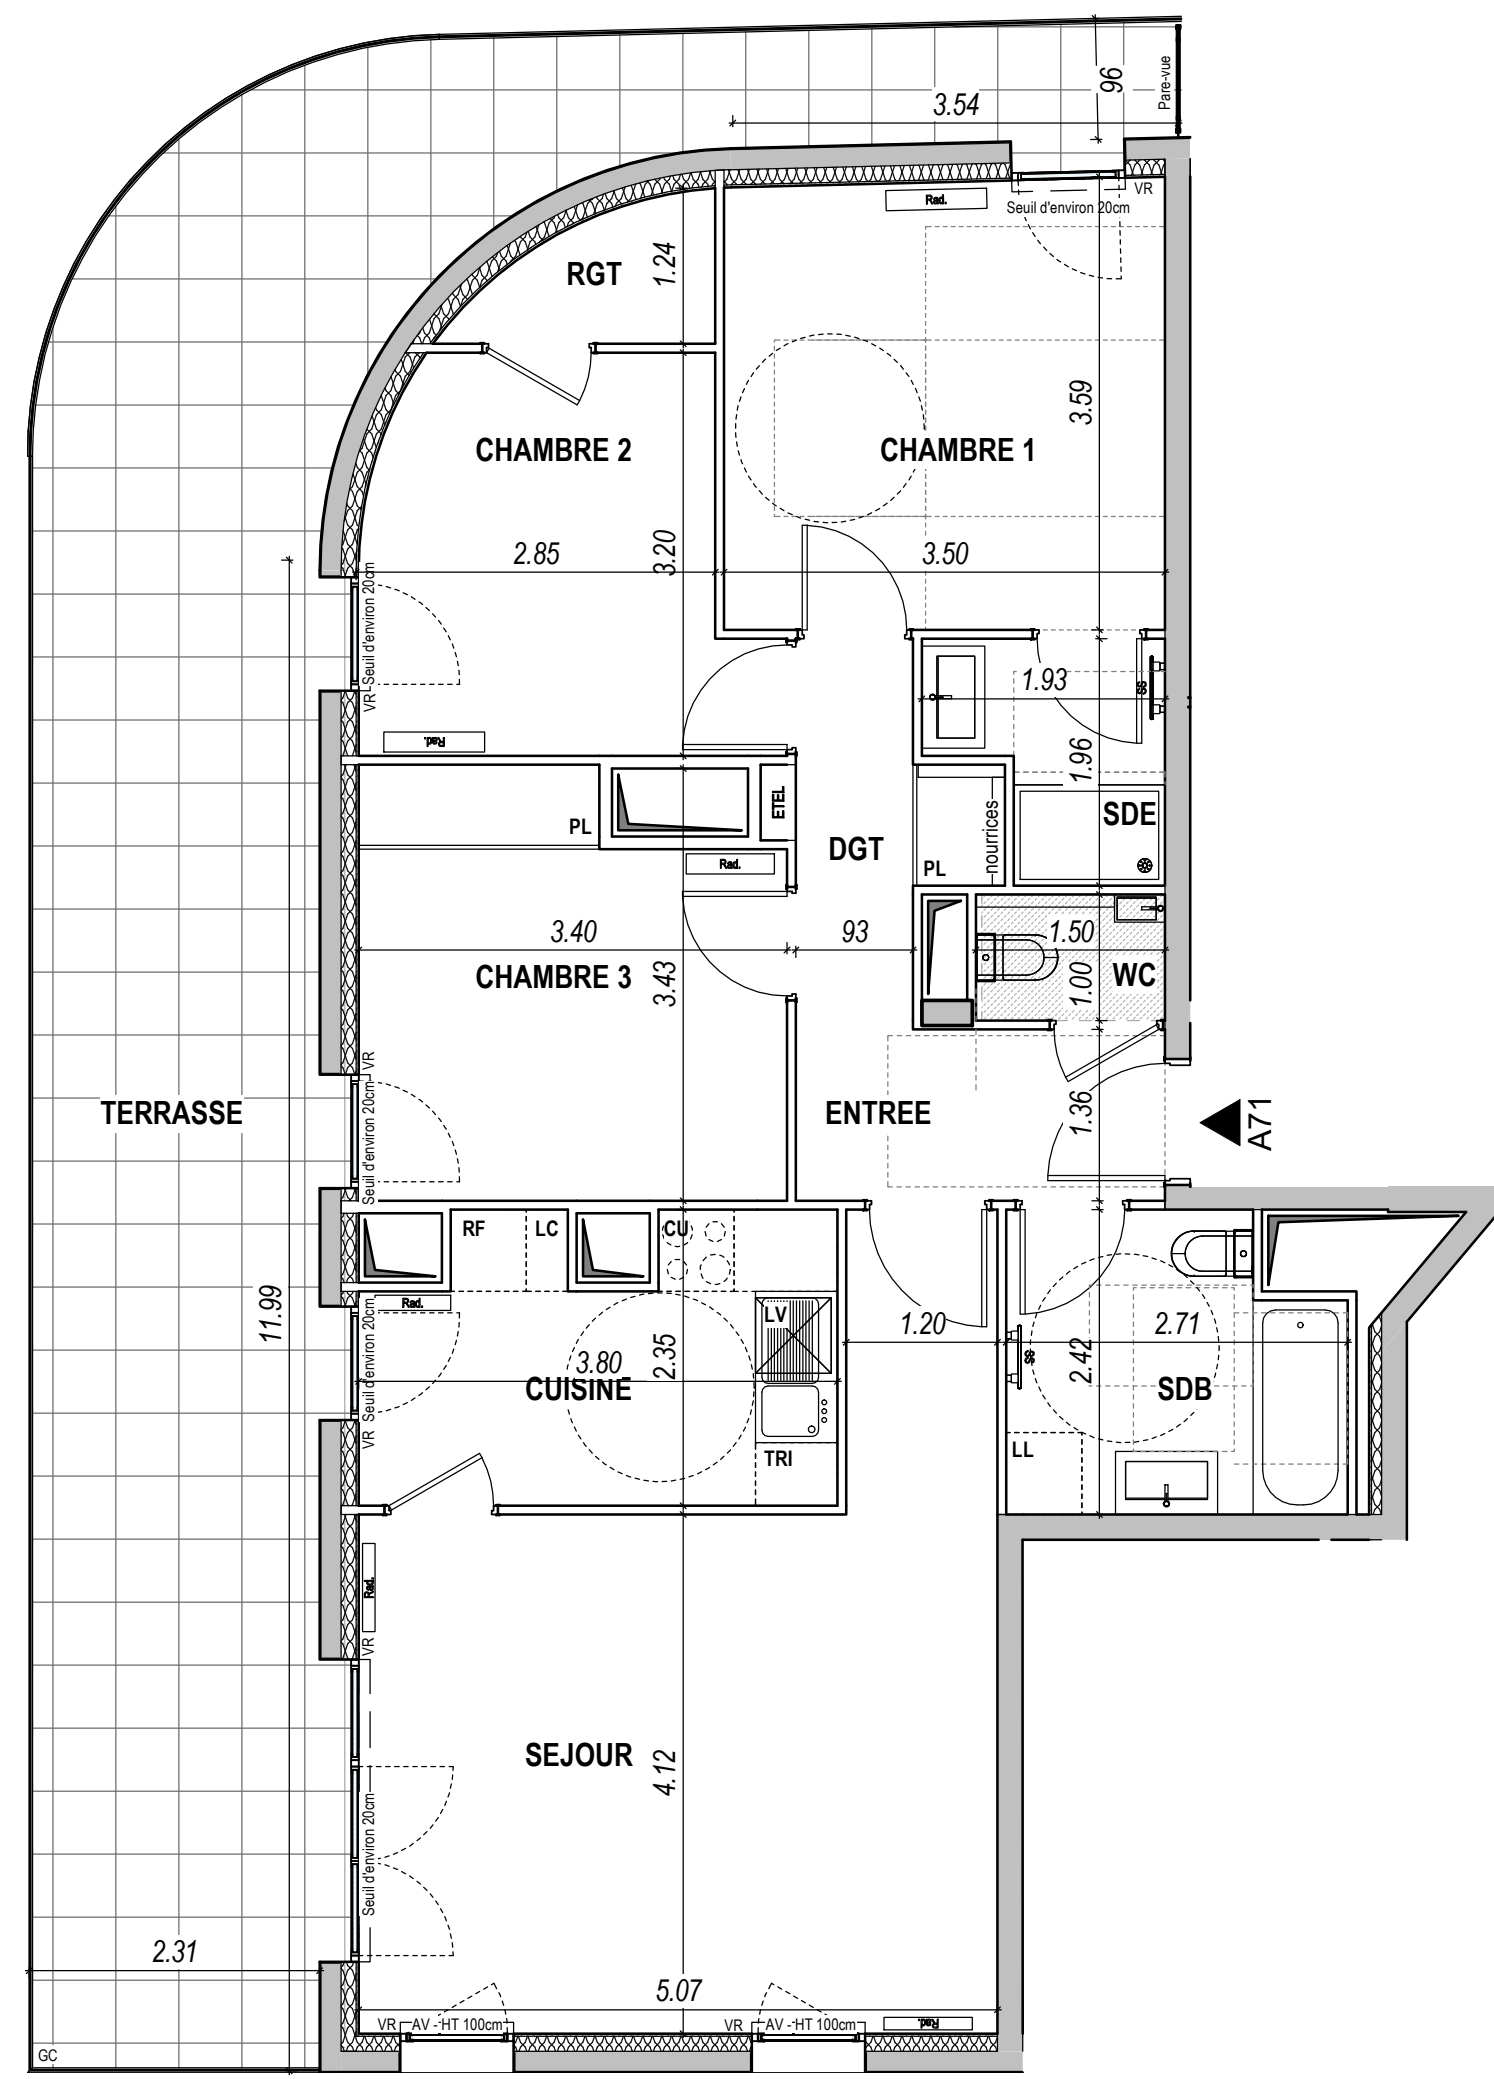 96
Pare-vue
3.54
Rad.
VR
Seuil d'environ 20cm
RGT
1.24
CHAMBRE 2
CHAMBRE 1
3.59
2.85
3.20
3.50
VR
Seuil d'environ 20cm
1.93
SS
Rad.
1.96
PL
ETEL
SDE
DGT
PL
nourrices
Rad.
3.40
93
1.50
CHAMBRE 3
3.43
1.00
WC
VR
Seuil d'environ 20cm
TERRASSE
ENTREE
1.36
A71
RF
LC
CU
Rad.
LV
11.99
Seuil d'environ 20cm
VR
3.80
2.35
1.20
2.71
SS
2.42
CUISINE
SDB
TRI
LL
Rad.
VR
SEJOUR
4.12
Seuil d'environ 20cm
2.31
5.07
VR
AV - HT 100cm
VR
AV - HT 100cm
Rad.
GC